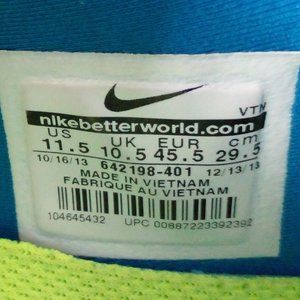 VTN
nikebetterworld.com
US UK EUR cm
11.5 10.5 45.5 29.5
10/16/13 642198-401 12/13/13
MADE IN VIETNAM
FABRIQUE AU VIETNAM
104645432 UPC 00887223392392